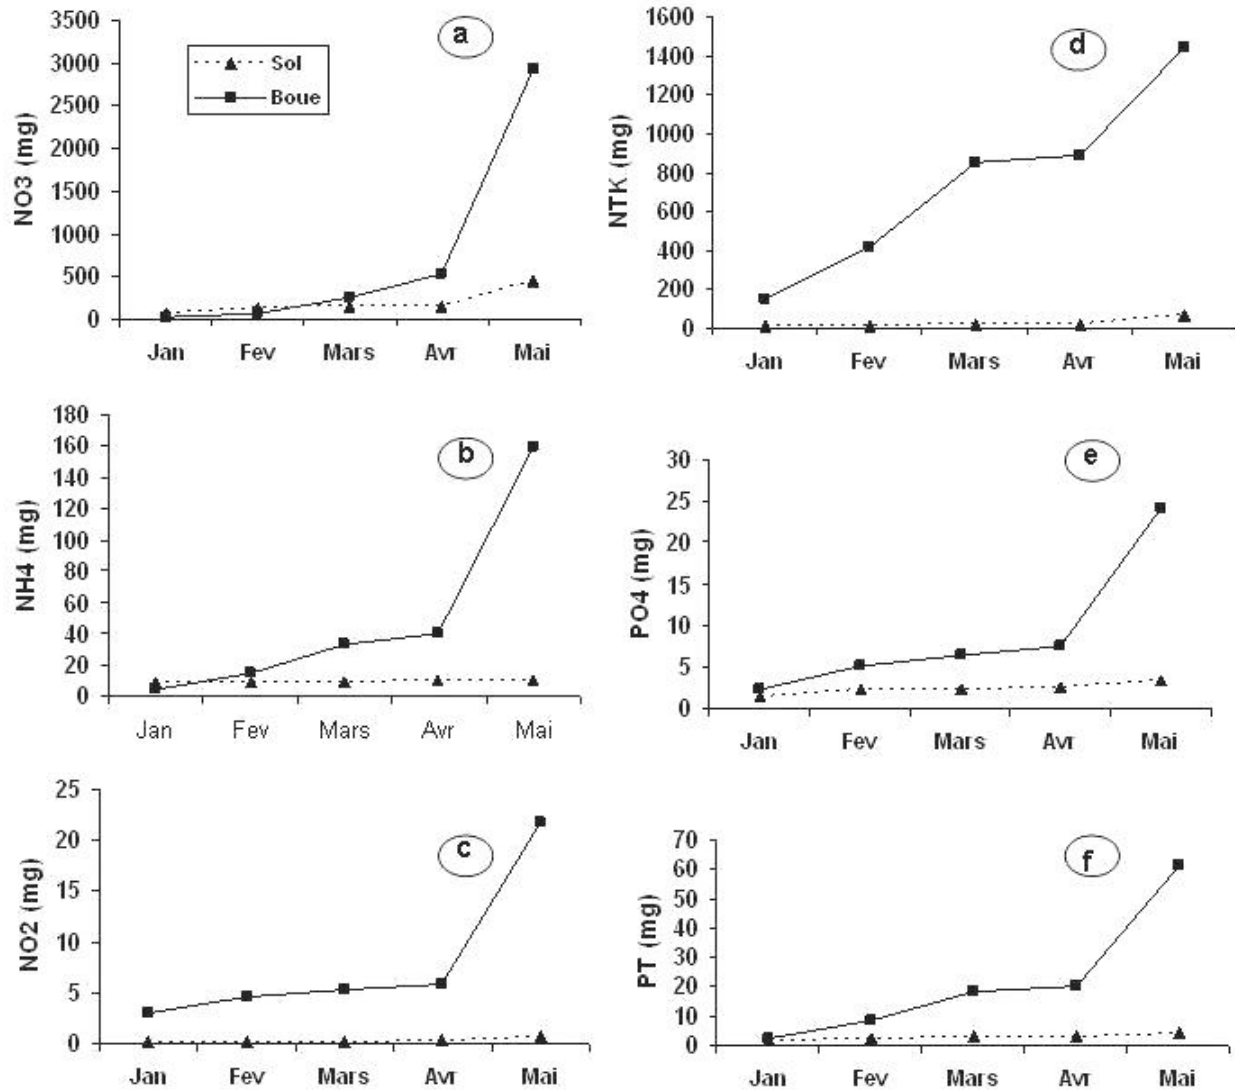 a
NO3 (mg)
3500
3000
2500
2000
1500
1000
500
0
Sol
Boue
Jan Fev Mars Avr Mai
d
NTK (mg)
1600
1400
1200
1000
800
600
400
200
0
Jan Fev Mars Avr Mai
b
NH4 (mg)
180
160
140
120
100
80
60
40
20
0
Jan Fev Mars Avr Mai
e
PO4 (mg)
30
25
20
15
10
5
0
Jan Fev Mars Avr Mai
c
NO2 (mg)
25
20
15
10
5
0
Jan Fev Mars Avr Mai
f
PT (mg)
70
60
50
40
30
20
10
0
Jan Fev Mars Avr Mai